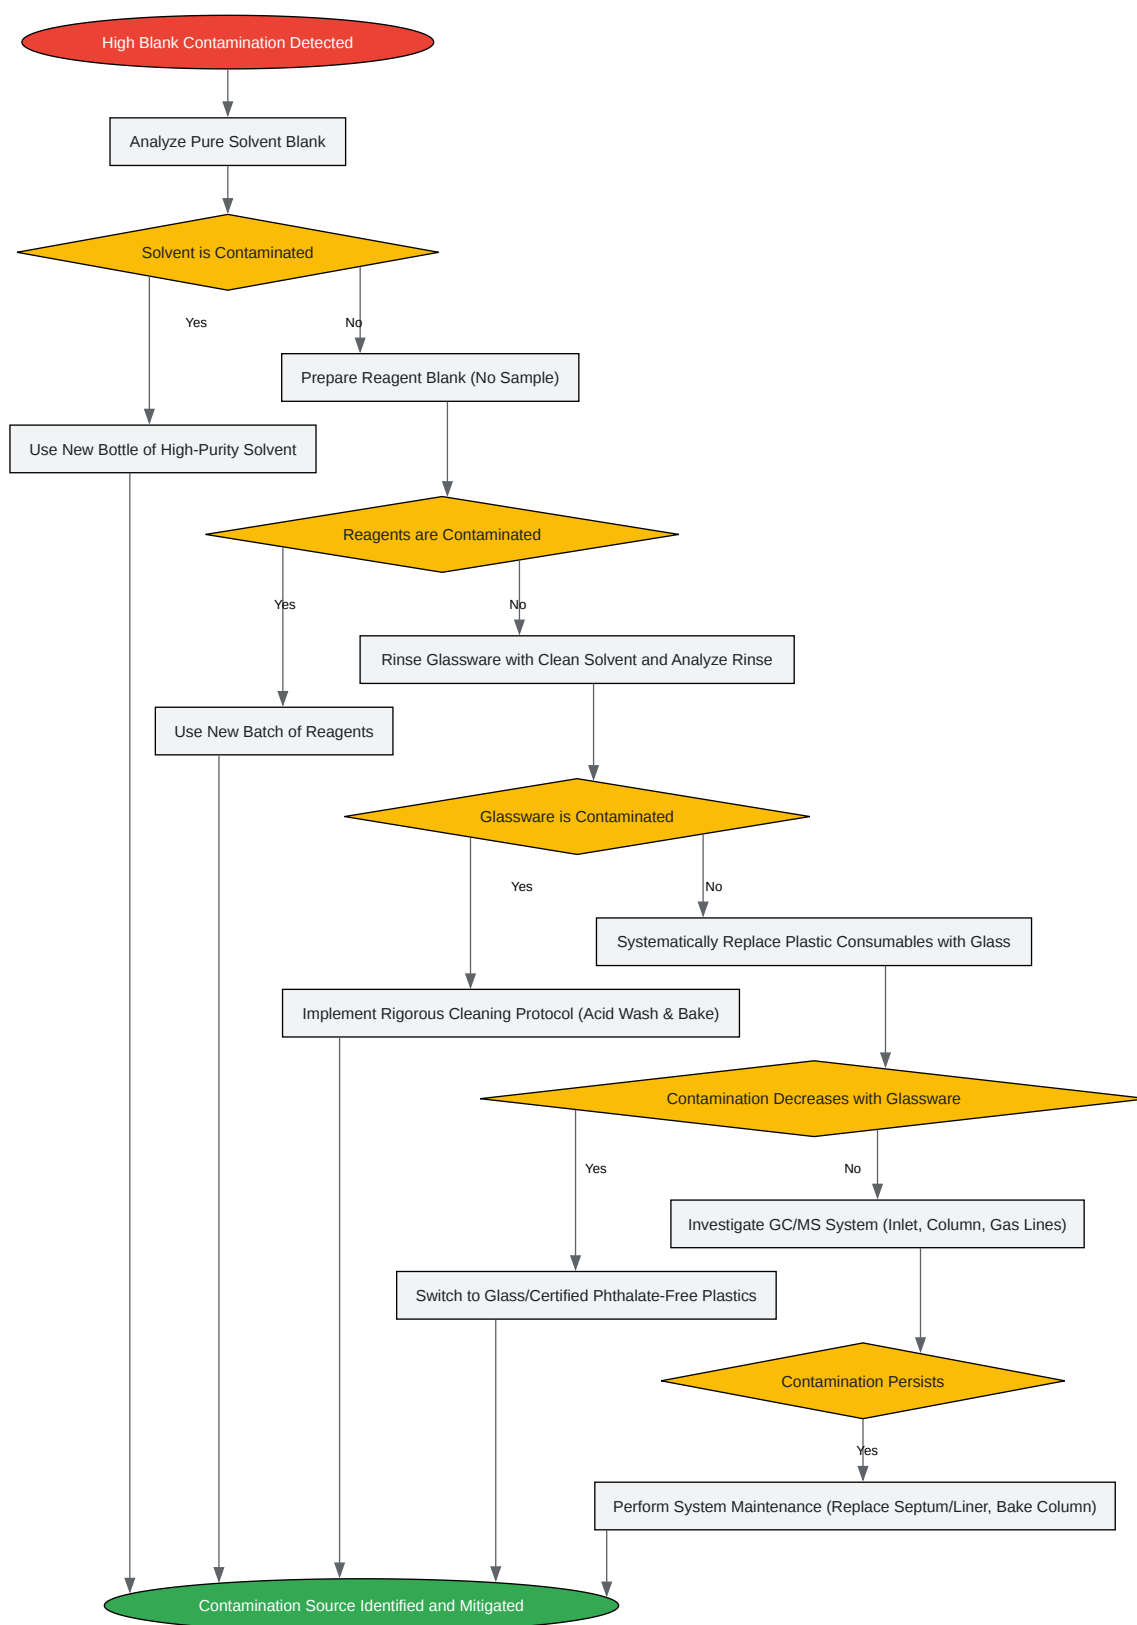 High Blank Contamination Detected
Analyze Pure Solvent Blank
Solvent is Contaminated
Yes
No
Prepare Reagent Blank (No Sample)
Use New Bottle of High-Purity Solvent
Reagents are Contaminated
Yes
No
Rinse Glassware with Clean Solvent and Analyze Rinse
Use New Batch of Reagents
Glassware is Contaminated
Yes
No
Systematically Replace Plastic Consumables with Glass
Implement Rigorous Cleaning Protocol (Acid Wash & Bake)
Contamination Decreases with Glassware
Yes
No
Investigate GC/MS System (Inlet, Column, Gas Lines)
Switch to Glass/Certified Phthalate-Free Plastics
Contamination Persists
Yes
Perform System Maintenance (Replace Septum/Liner, Bake Column)
Contamination Source Identified and Mitigated